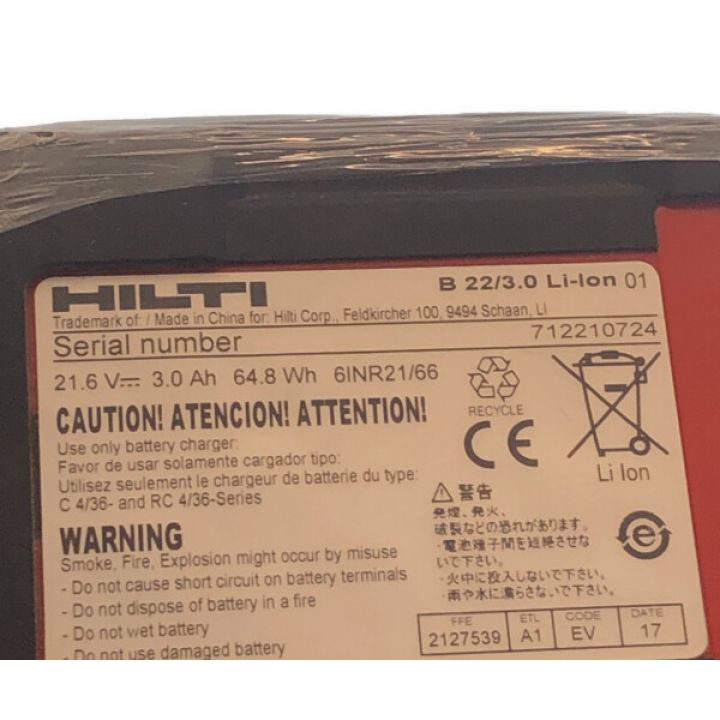 HILTI
B 22/3.0 Li-Ion 01
Trademark of: / Made in China for: Hilti Corp., Feldkircher 100, 9494 Schaan, LI
Serial number
712210724
21.6 V⎓ 3.0 Ah 64.8 Wh 6INR21/66
CAUTION! ATENCION! ATTENTION!
Use only battery charger:
Favor de usar solamente cargador tipo:
Utilisez seulement le chargeur de batterie du type:
C 4/36- and RC 4/36-Series
WARNING
Smoke, Fire, Explosion might occur by misuse
- Do not cause short circuit on battery terminals
- Do not dispose of battery in a fire
- Do not wet battery
- Do not use damaged battery
RECYCLE
CE
Li Ion
⚠警告
発煙、発火、
破裂などの恐れがあります。
・電池端子間を短絡させな
いで下さい。
・火中に投入しないで下さい。
・雨や水に濡らさないで下さい。
FFE ETL CODE DATE
2127539 A1 EV 17